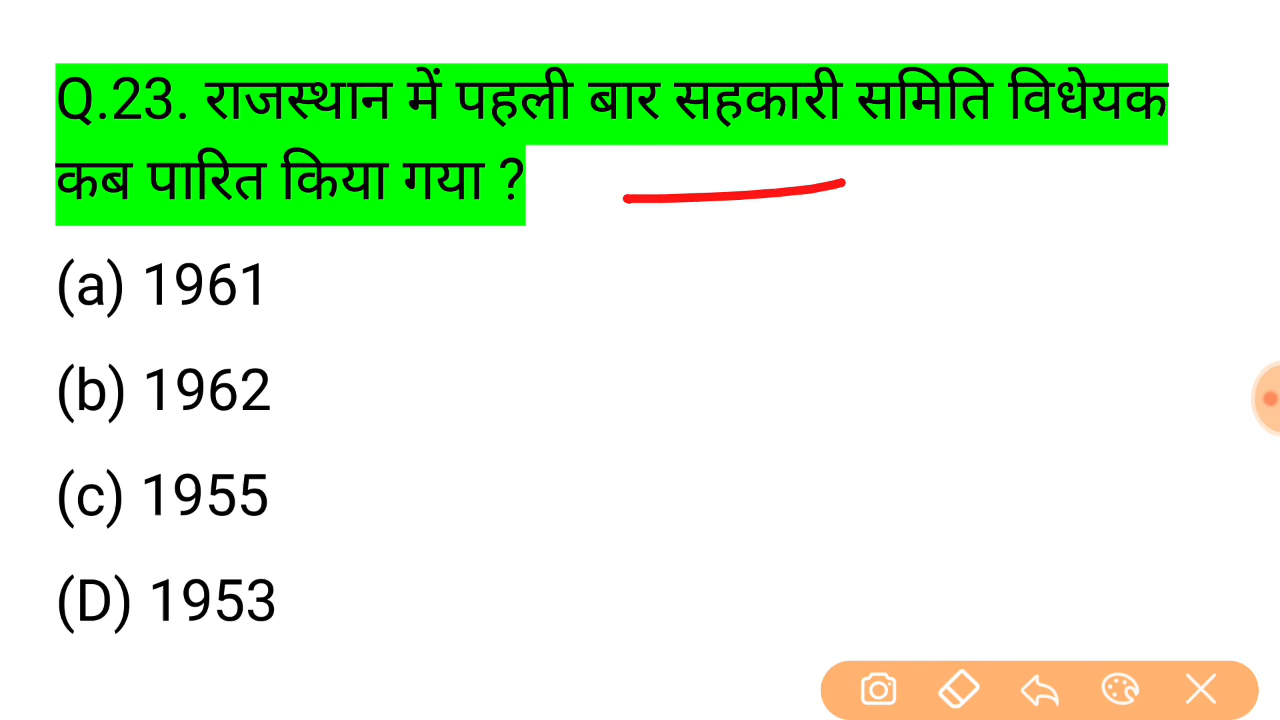 Q.23. राजस्थान में पहली बार सहकारी समिति विधेयक
कब पारित किया गया ?
(a) 1961
(b) 1962
(c) 1955
(D) 1953